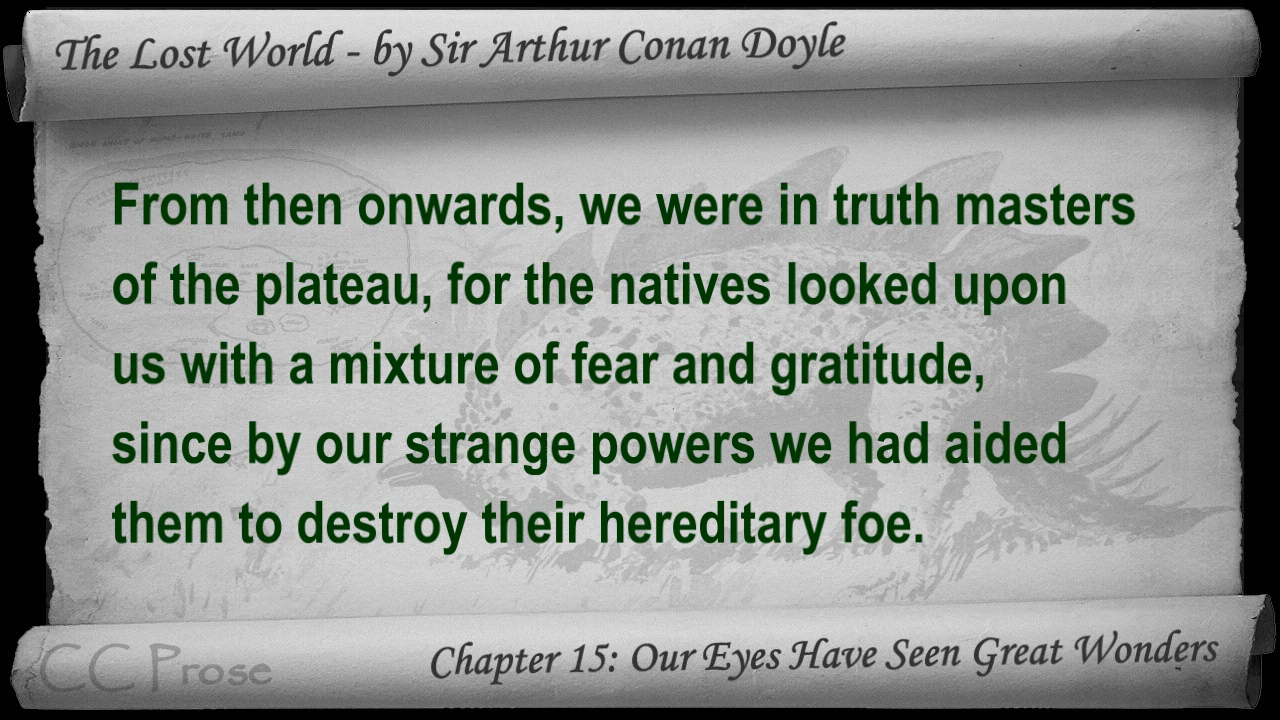 The Lost World - by Sir Arthur Conan Doyle
From then onwards, we were in truth masters
of the plateau, for the natives looked upon
us with a mixture of fear and gratitude,
since by our strange powers we had aided
them to destroy their hereditary foe.
CC Prose
Chapter 15: Our Eyes Have Seen Great Wonders